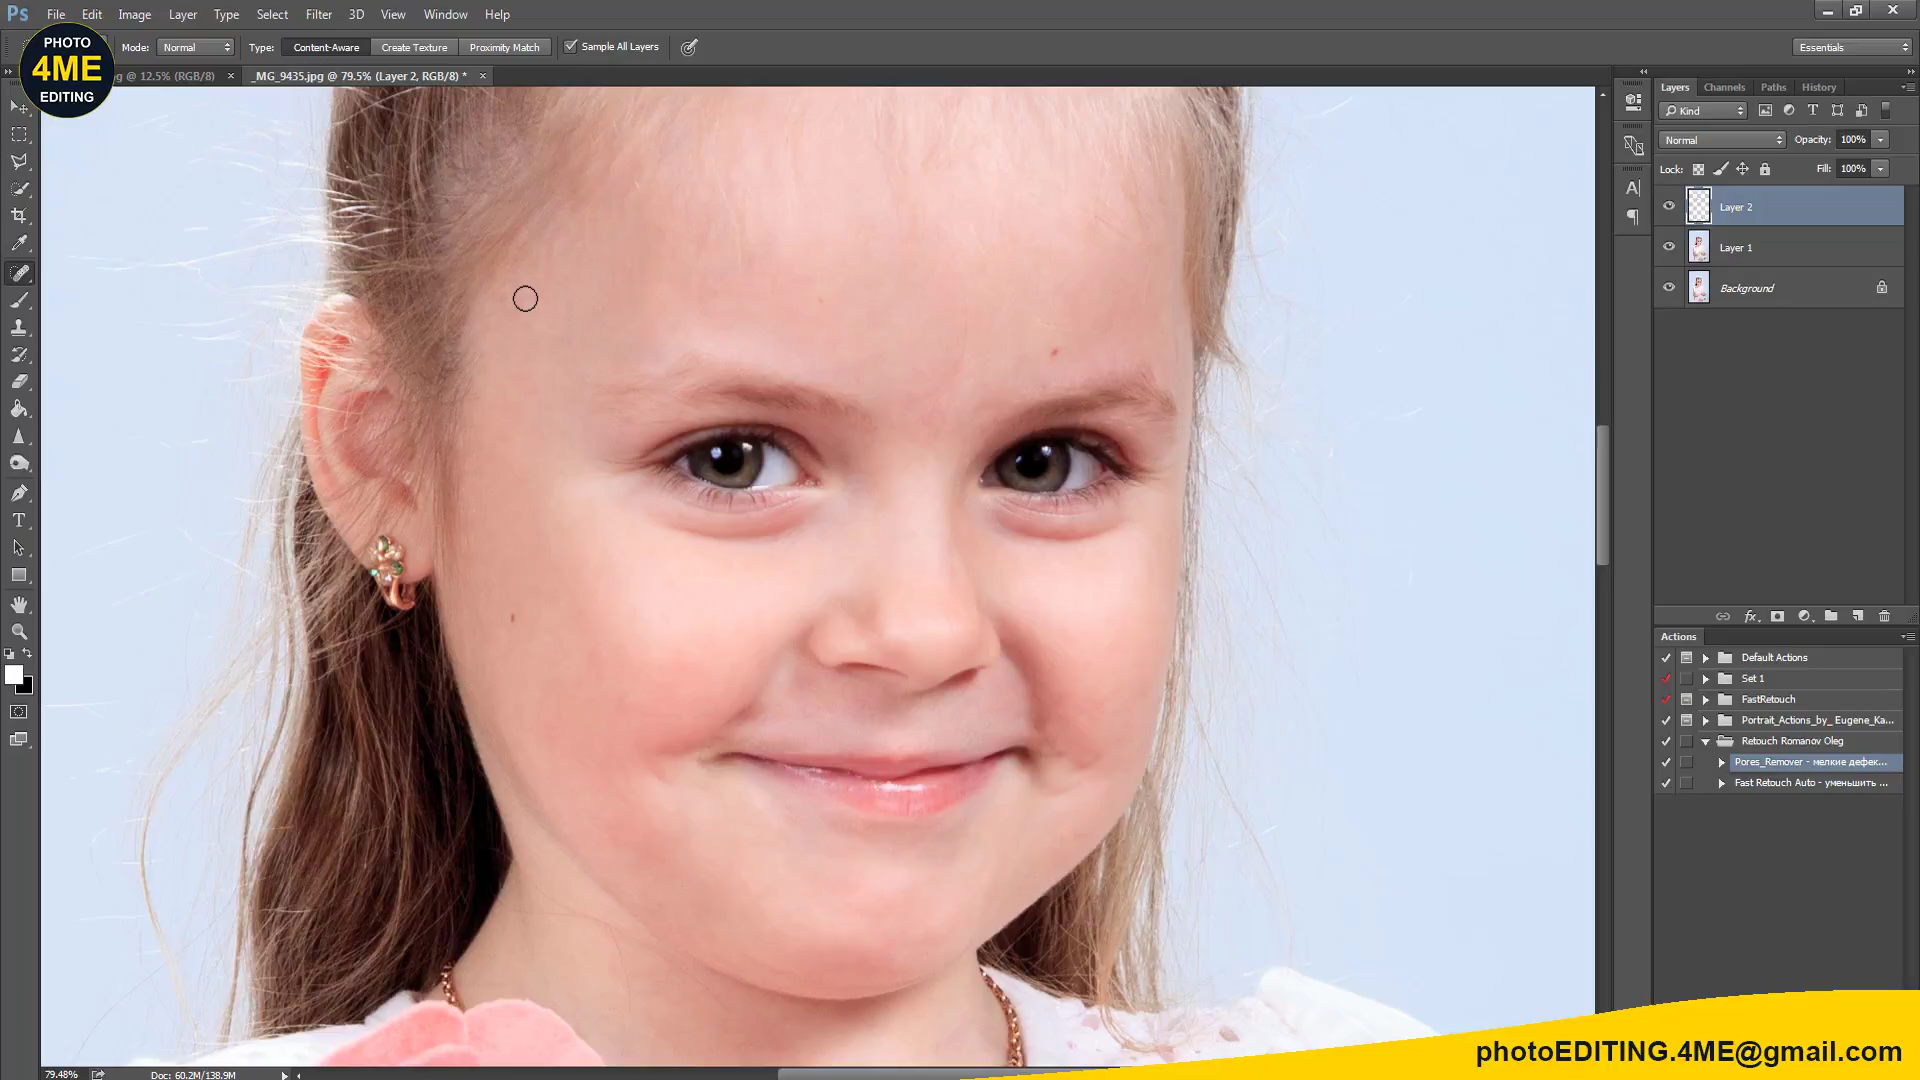 Ps File Edit Image Layer Type Select Filter 3D View Window Help
PHOTO
4ME
EDITING
Mode: Normal Type: Content-Aware Create Texture Proximity Match Sample All Layers Essentials
g @ 12.5% (RGB/8) _MG_9435.jpg @ 79.5% (Layer 2, RGB/8) *
Layers Channels Paths History
Kind
Normal Opacity: 100%
Lock: Fill: 100%
Layer 2
Layer 1
Background
Actions
Default Actions
Set 1
FastRetouch
Portrait_Actions_by_ Eugene_Ka...
Retouch Romanov Oleg
Pores_Remover - мелкие дефек...
Fast Retouch Auto - уменьшить ...
photoEDITING.4ME@gmail.com
79.48% Doc: 60.2M/138.9M